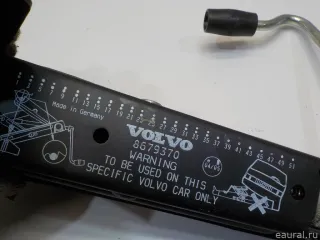 Made in Germany
VOLVO
8679370
WARNING
TO BE USED ON THIS
SPECIFIC VOLVO CAR ONLY
eaural.ru